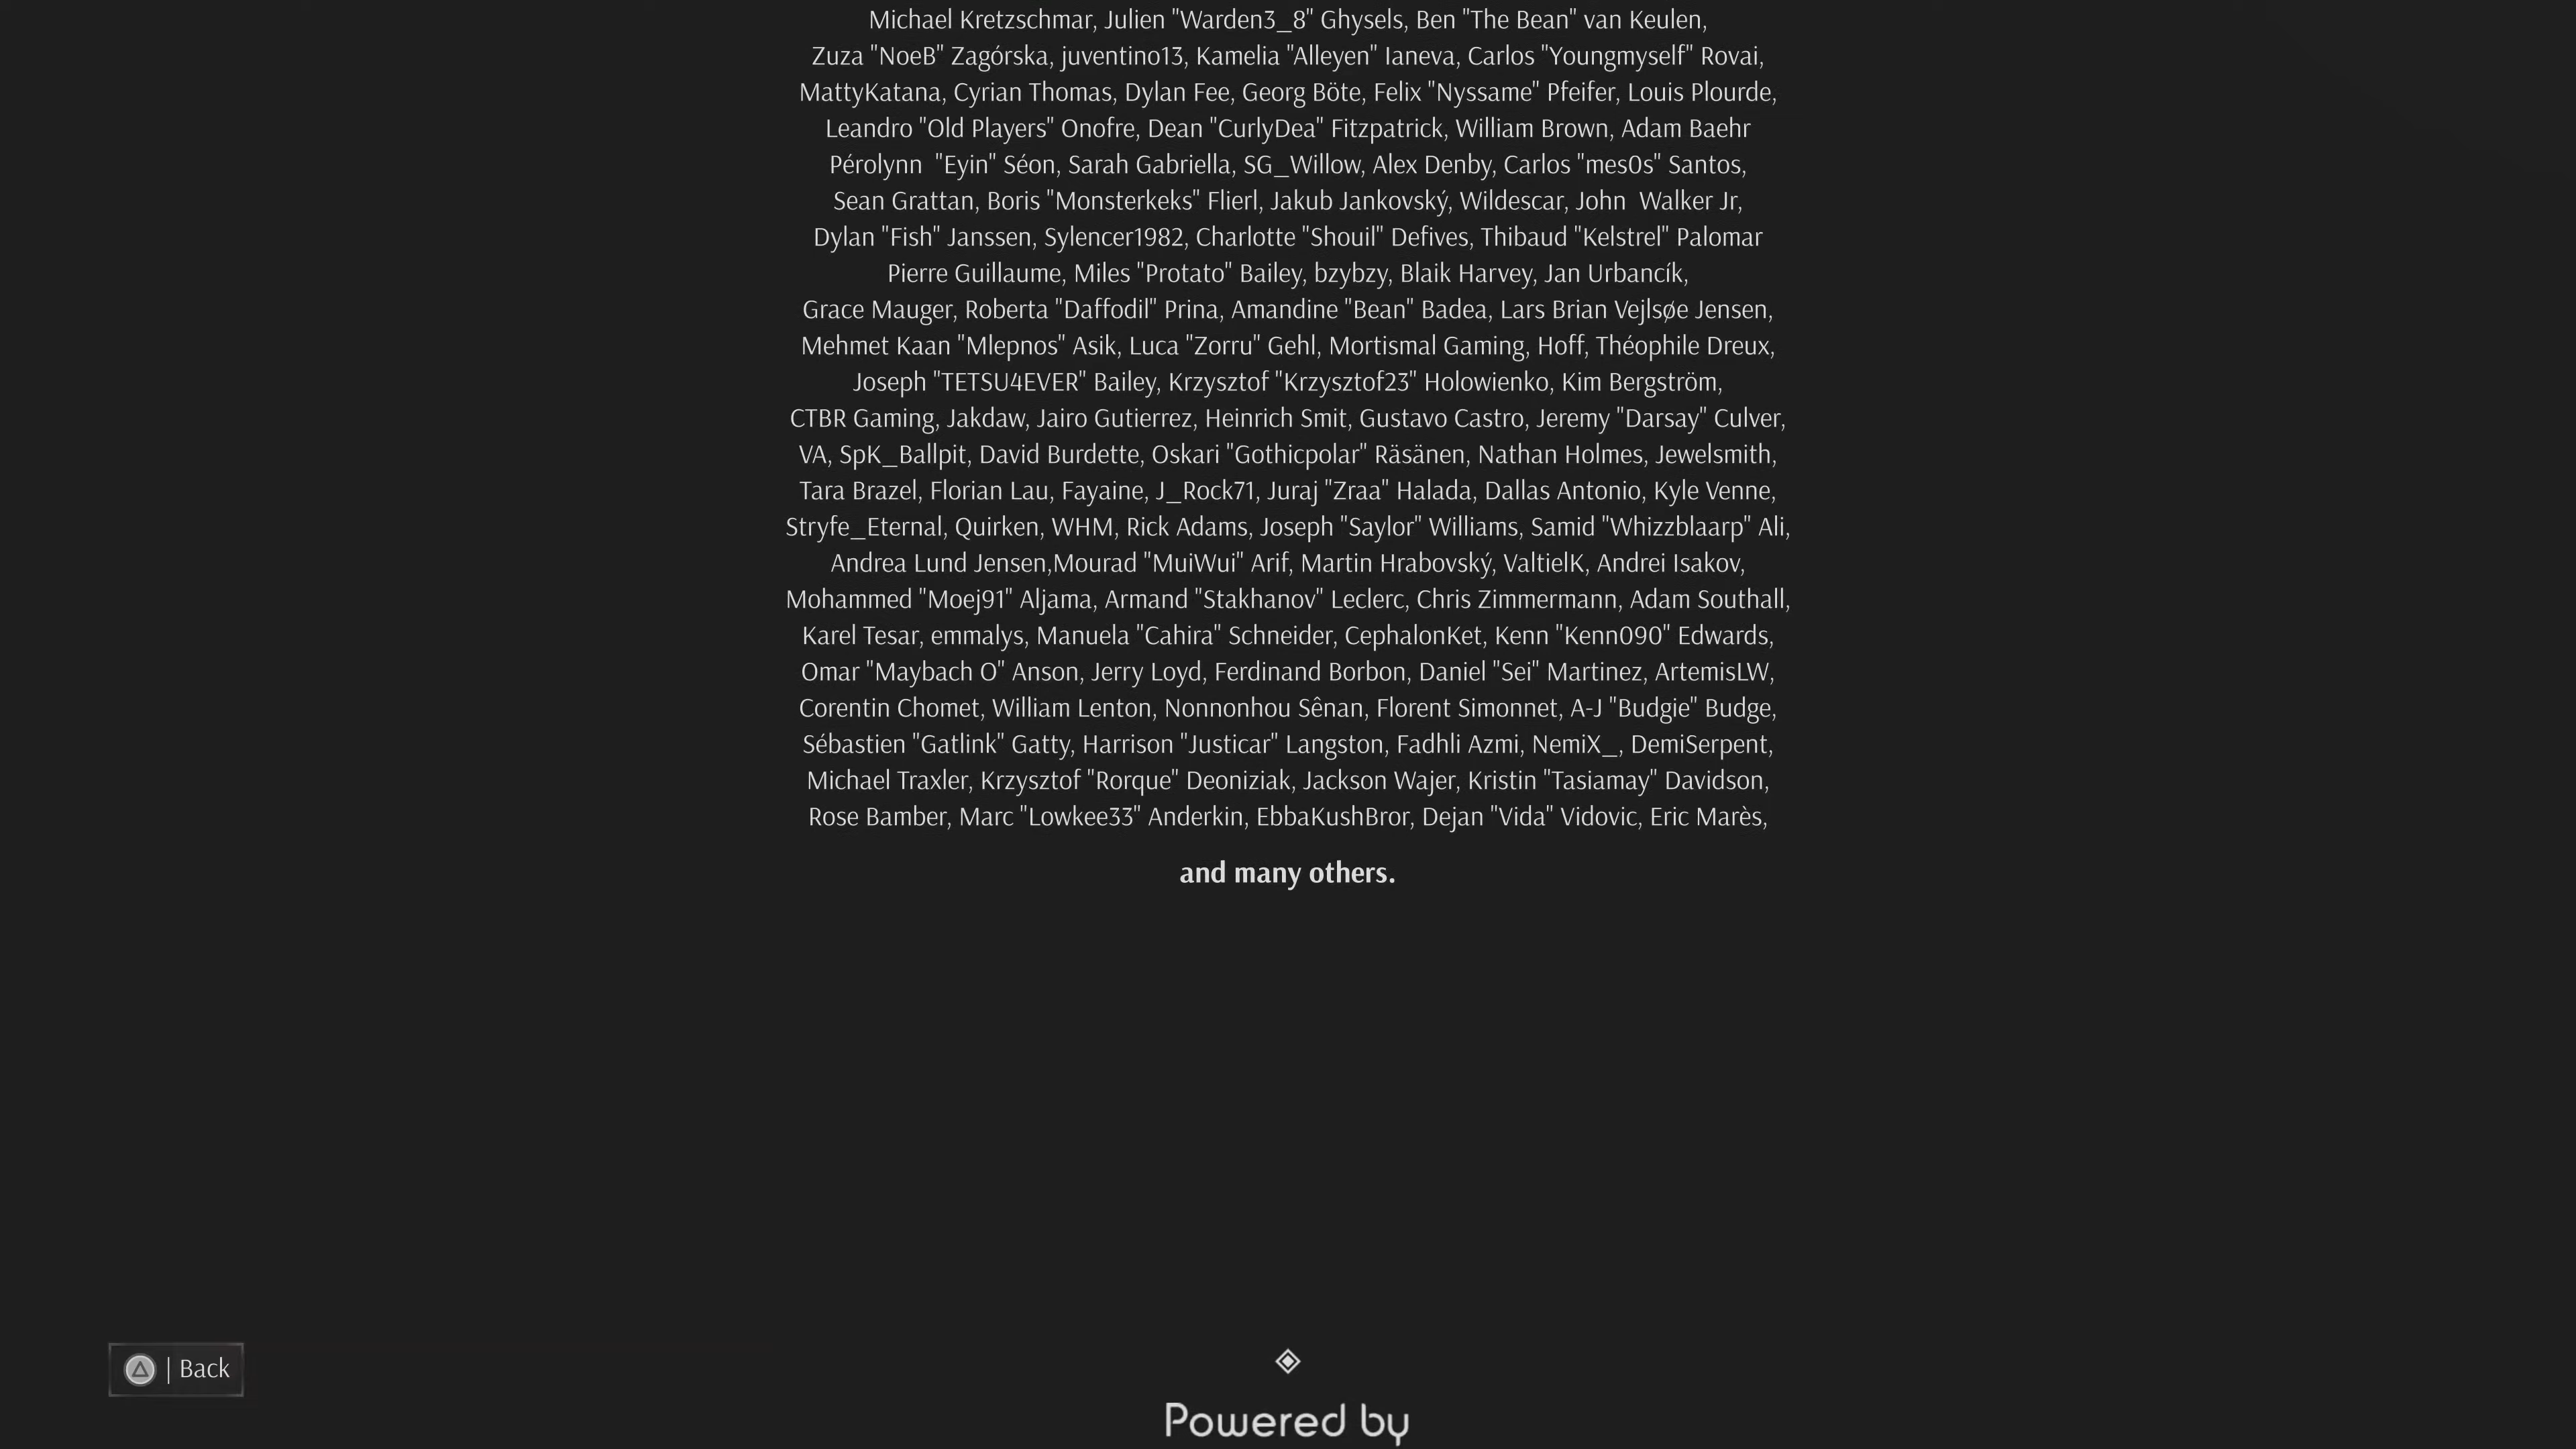 Michael Kretzschmar, Julien "Warden3_8" Ghysels, Ben "The Bean" van Keulen,
Zuza "NoeB" Zagórska, juventino13, Kamelia "Alleyen" Ianeva, Carlos "Youngmyself" Rovai,
MattyKatana, Cyrian Thomas, Dylan Fee, Georg Böte, Felix "Nyssame" Pfeifer, Louis Plourde,
Leandro "Old Players" Onofre, Dean "CurlyDea" Fitzpatrick, William Brown, Adam Baehr
Pérolynn  "Eyin" Séon, Sarah Gabriella, SG_Willow, Alex Denby, Carlos "mes0s" Santos,
Sean Grattan, Boris "Monsterkeks" Flierl, Jakub Jankovský, Wildescar, John  Walker Jr,
Dylan "Fish" Janssen, Sylencer1982, Charlotte "Shouil" Defives, Thibaud "Kelstrel" Palomar
Pierre Guillaume, Miles "Protato" Bailey, bzybzy, Blaik Harvey, Jan Urbancík,
Grace Mauger, Roberta "Daffodil" Prina, Amandine "Bean" Badea, Lars Brian Vejlsøe Jensen,
Mehmet Kaan "Mlepnos" Asik, Luca "Zorru" Gehl, Mortismal Gaming, Hoff, Théophile Dreux,
Joseph "TETSU4EVER" Bailey, Krzysztof "Krzysztof23" Holowienko, Kim Bergström,
CTBR Gaming, Jakdaw, Jairo Gutierrez, Heinrich Smit, Gustavo Castro, Jeremy "Darsay" Culver,
VA, SpK_Ballpit, David Burdette, Oskari "Gothicpolar" Räsänen, Nathan Holmes, Jewelsmith,
Tara Brazel, Florian Lau, Fayaine, J_Rock71, Juraj "Zraa" Halada, Dallas Antonio, Kyle Venne,
Stryfe_Eternal, Quirken, WHM, Rick Adams, Joseph "Saylor" Williams, Samid "Whizzblaarp" Ali,
Andrea Lund Jensen,Mourad "MuiWui" Arif, Martin Hrabovský, ValtielK, Andrei Isakov,
Mohammed "Moej91" Aljama, Armand "Stakhanov" Leclerc, Chris Zimmermann, Adam Southall,
Karel Tesar, emmalys, Manuela "Cahira" Schneider, CephalonKet, Kenn "Kenn090" Edwards,
Omar "Maybach O" Anson, Jerry Loyd, Ferdinand Borbon, Daniel "Sei" Martinez, ArtemisLW,
Corentin Chomet, William Lenton, Nonnonhou Sênan, Florent Simonnet, A-J "Budgie" Budge,
Sébastien "Gatlink" Gatty, Harrison "Justicar" Langston, Fadhli Azmi, NemiX_, DemiSerpent,
Michael Traxler, Krzysztof "Rorque" Deoniziak, Jackson Wajer, Kristin "Tasiamay" Davidson,
Rose Bamber, Marc "Lowkee33" Anderkin, EbbaKushBror, Dejan "Vida" Vidovic, Eric Marès,
and many others.
| Back
Powered by